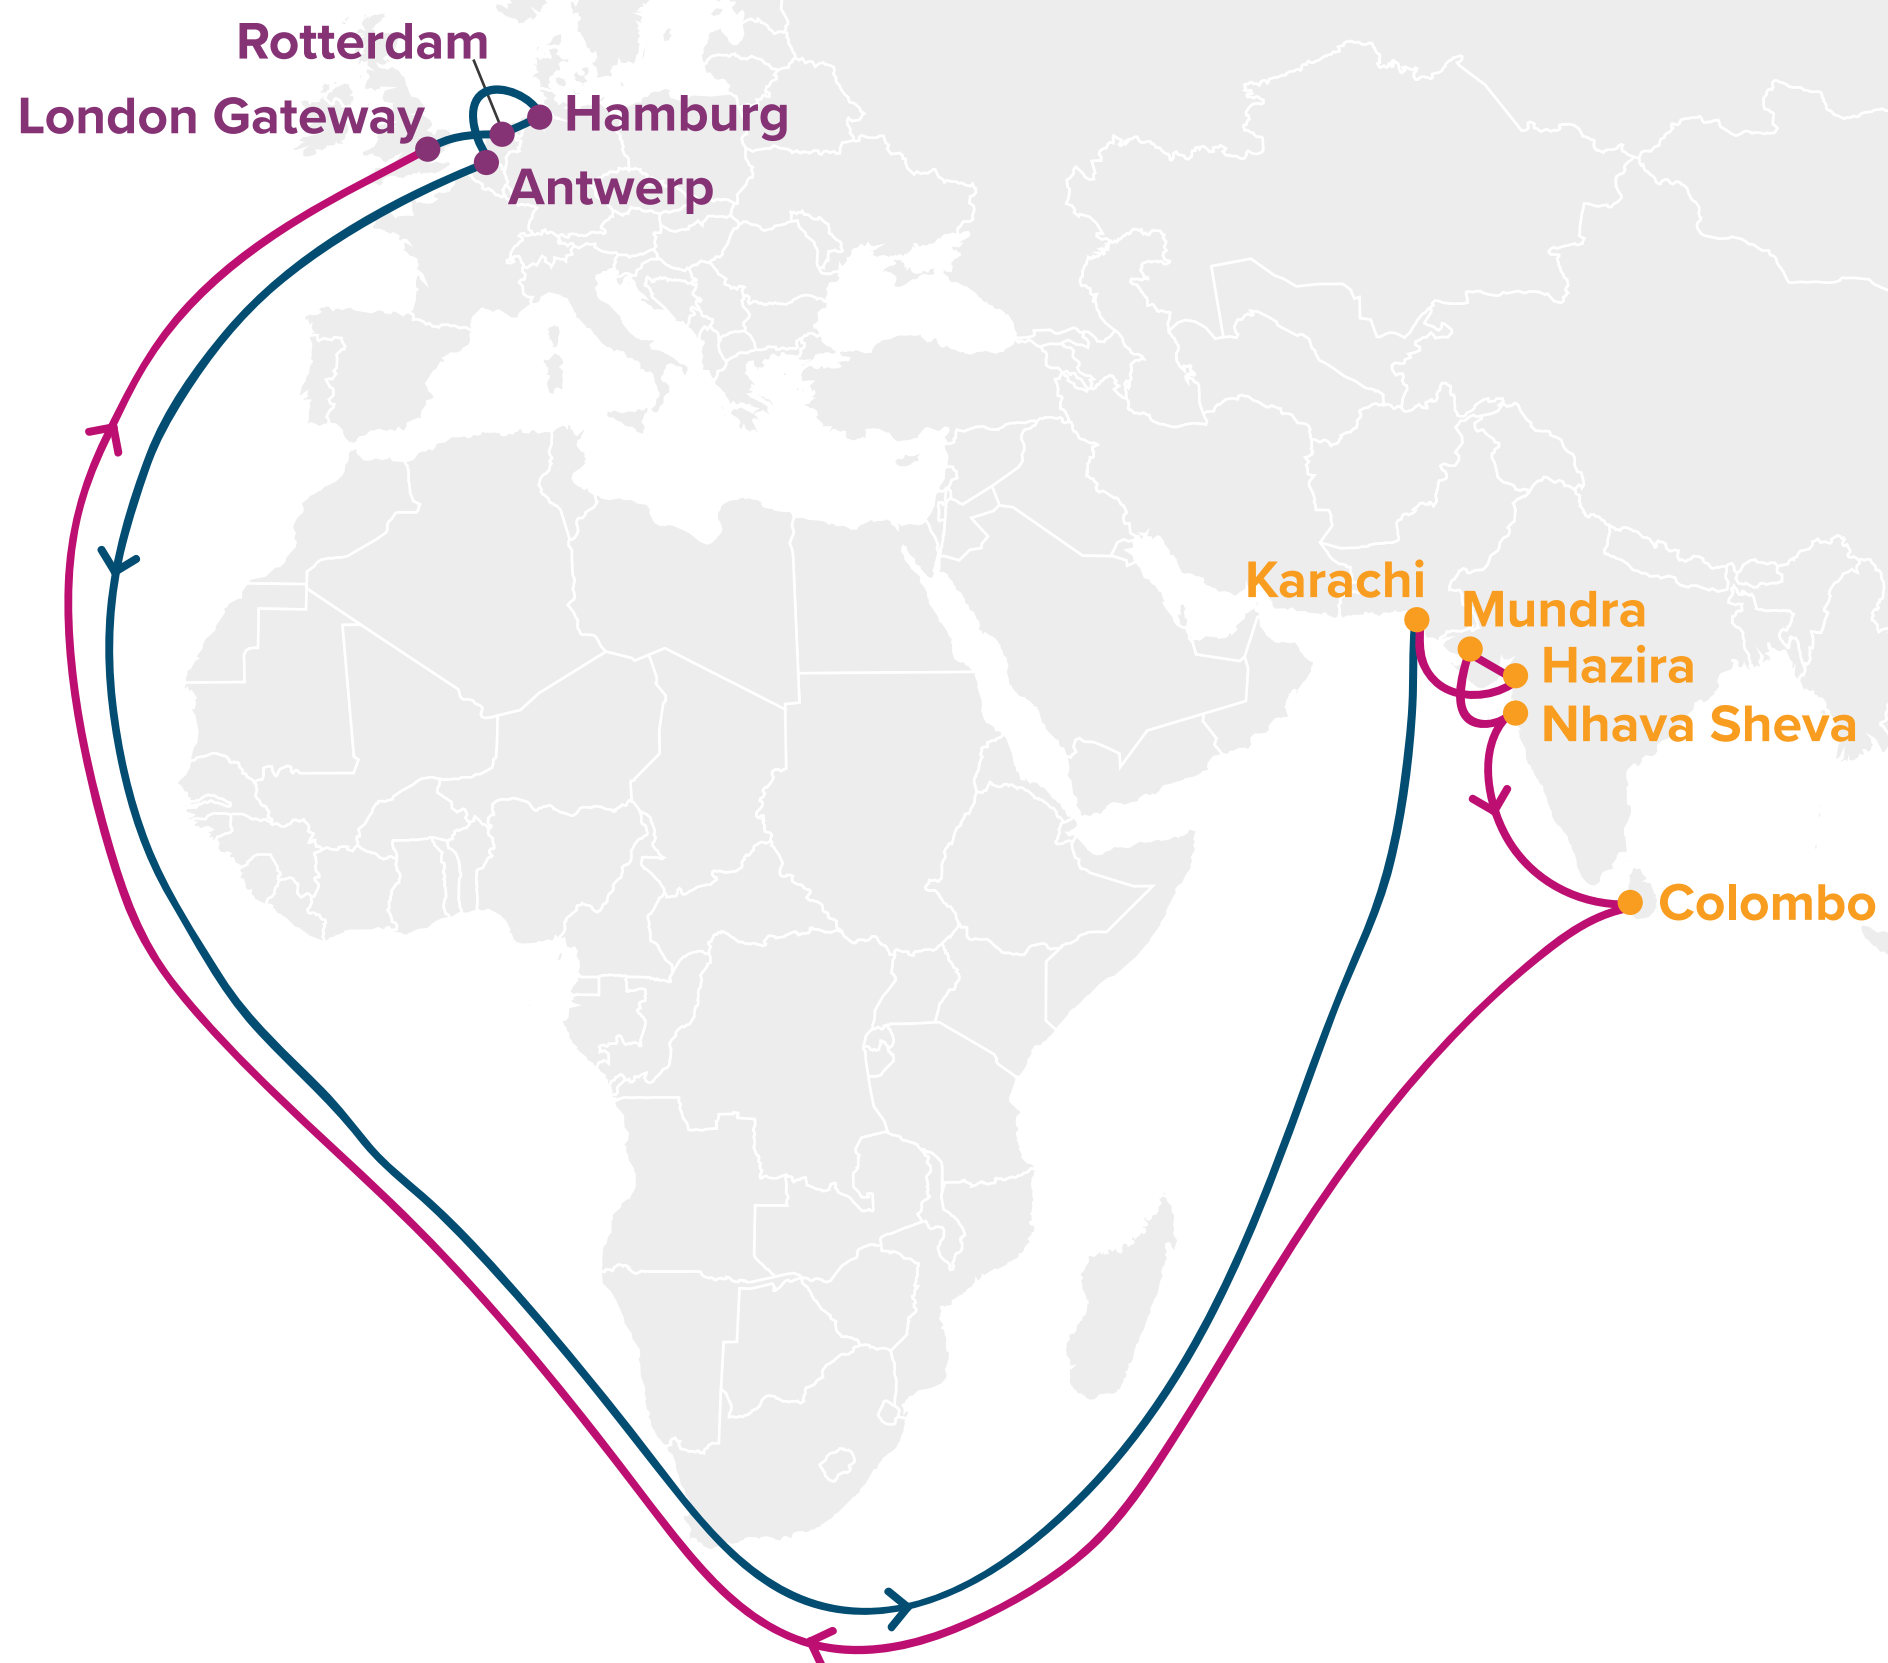 Rotterdam
London Gateway
Hamburg
Antwerp
Karachi
Mundra
Hazira
Nhava Sheva
Colombo